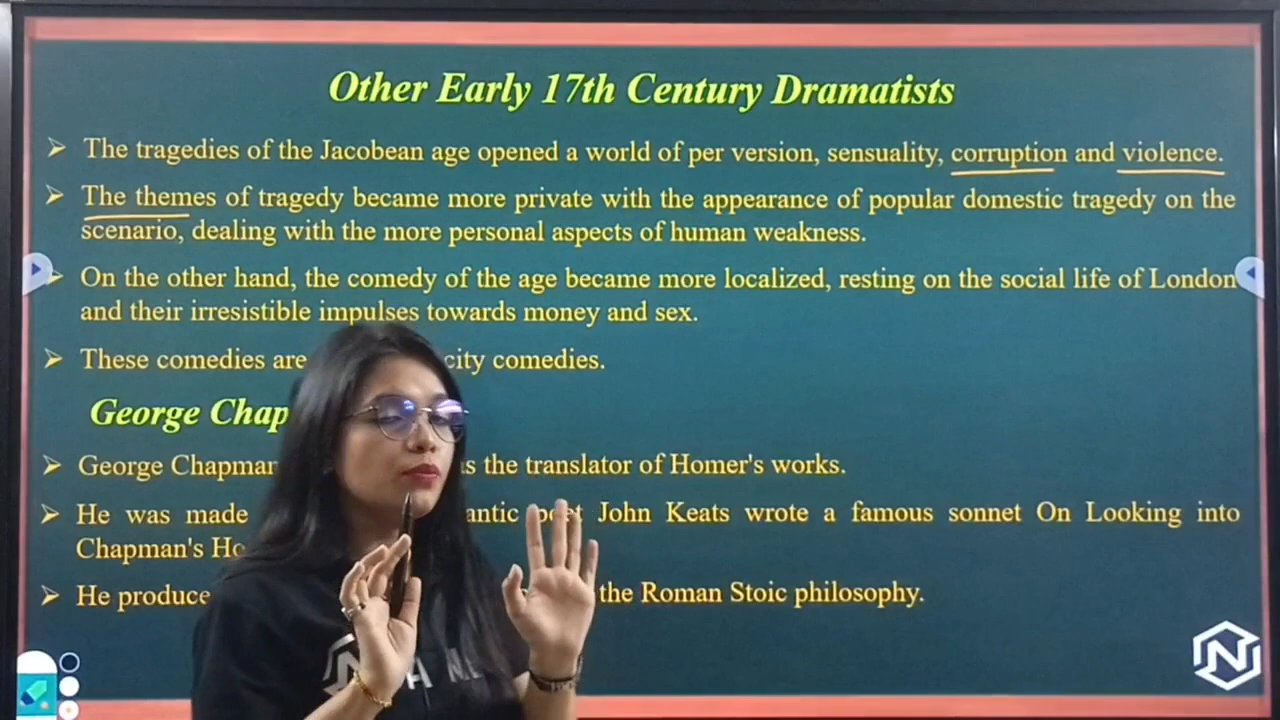 Other Early 17th Century Dramatists
➢ The tragedies of the Jacobean age opened a world of per version, sensuality, corruption and violence.
➢ The themes of tragedy became more private with the appearance of popular domestic tragedy on the
scenario, dealing with the more personal aspects of human weakness.
➢ On the other hand, the comedy of the age became more localized, resting on the social life of London
and their irresistible impulses towards money and sex.
➢ These comedies are city comedies.
George Chap
➢ George Chapman the translator of Homer's works.
➢ He was made poet John Keats wrote a famous sonnet On Looking into
Chapman's
➢ He the Roman Stoic philosophy.
N